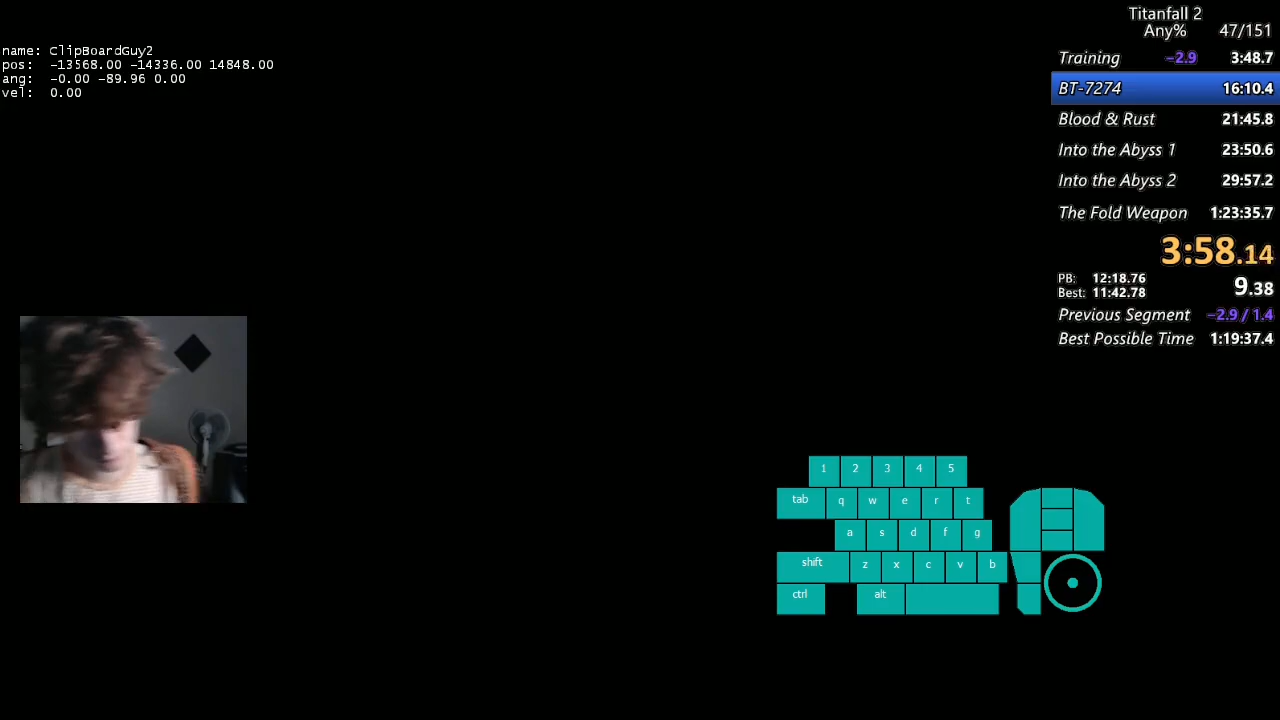 name: ClipBoardGuy2
pos: -13568.00 -14336.00 14848.00
ang: -0.00 -89.96 0.00
vel: 0.00
Titanfall 2
Any% 47/151
Training −2.9 3:48.7
BT-7274 16:10.4
Blood & Rust 21:45.8
Into the Abyss 1 23:50.6
Into the Abyss 2 29:57.2
The Fold Weapon 1:23:35.7
3:58.14
PB: 12:18.76
Best: 11:42.78
9.38
Previous Segment −2.9 / 1.4
Best Possible Time 1:19:37.4
1 2 3 4 5
tab q w e r t
a s d f g
shift z x c v b
ctrl alt